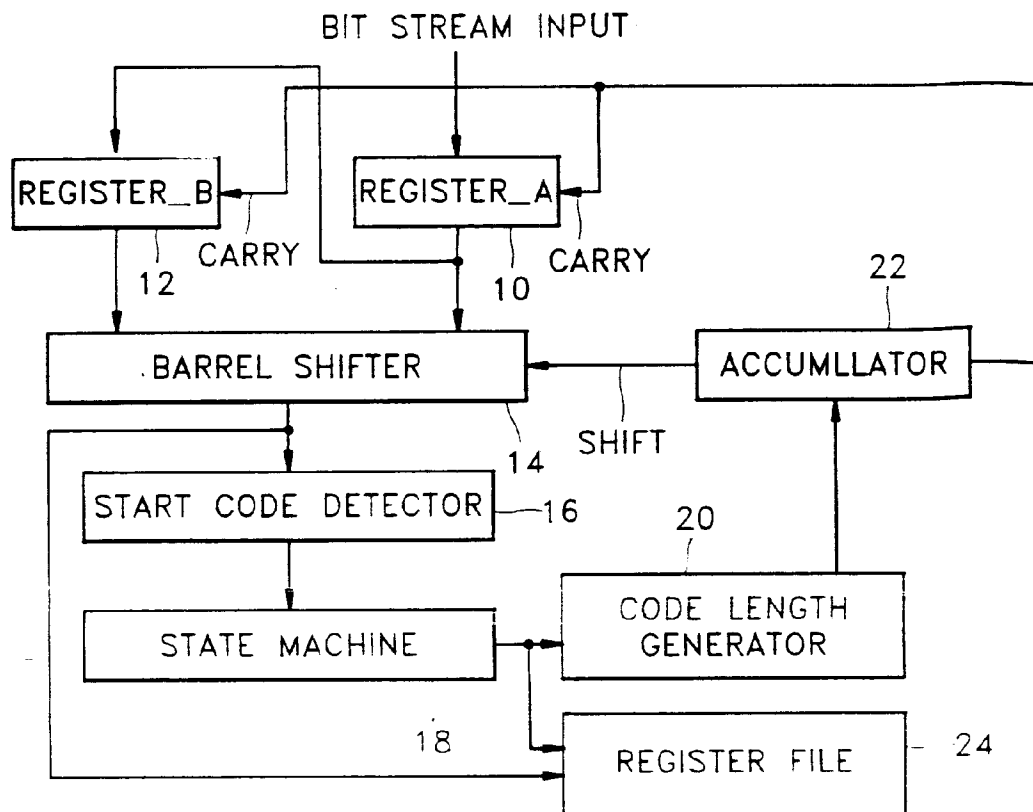 BIT STREAM INPUT
REGISTER_B
REGISTER_A
CARRY
12
10
CARRY
22
BARREL SHIFTER
ACCUMLLATOR
SHIFT
14
START CODE DETECTOR
16
20
STATE MACHINE
CODE LENGTH
GENERATOR
18
REGISTER FILE
24